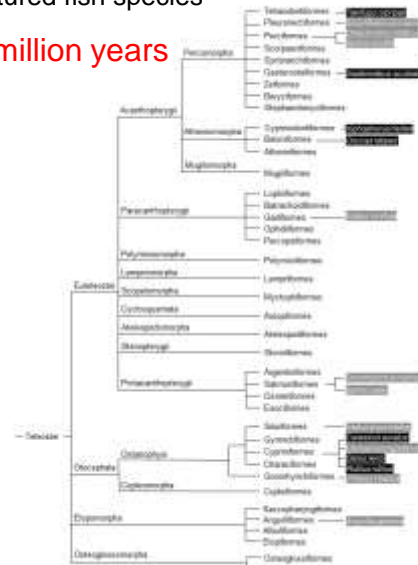 tured fish species
million years
Tetraodontiformes
Pleuronectiformes
Perciformes
Scorpaeniformes
Percomorpha
Synbranchiformes
Gasterosteiformes
Zeiformes
Beryciformes
Stephanoberyciformes
Acanthopterygii
Cyprinodontiformes
Atherinomorpha
Beloniformes
Atheriniformes
Mugilomorpha
Mugiliformes
Lophiiformes
Batrachoidiformes
Paracanthopterygii
Gadiformes
Ophidiiformes
Percopsiformes
Polymixiomorpha
Polymixiiformes
Lampriomorpha
Lampriformes
Euteleostei
Scopelomorpha
Myctophiformes
Cyclosquamata
Aulopiformes
Ateleopodomorpha
Ateleopodiformes
Stenopterygii
Stomiiformes
Argentiniformes
Salmoniformes
Protacanthopterygii
Osmeriformes
Esociformes
Siluriformes
Gymnotiformes
Teleostei
Ostariophysi
Cypriniformes
Characiformes
Otocephala
Gonorynchiformes
Clupeomorpha
Clupeiformes
Saccopharyngiformes
Elopomorpha
Anguilliformes
Albuliformes
Elopiformes
Osteoglossomorpha
Osteoglossiformes